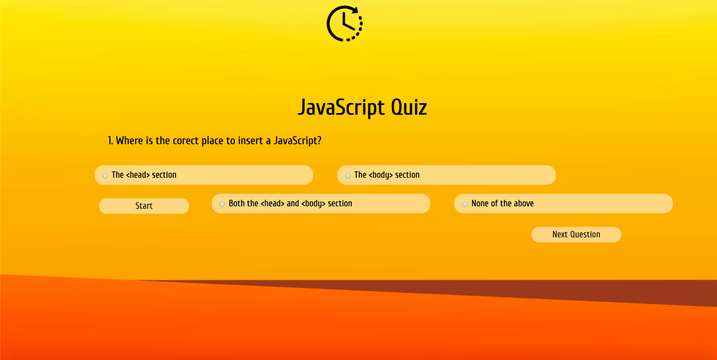 JavaScript Quiz
1. Where is the corect place to insert a JavaScript?
The <head> section
The <body> section
Start
Both the <head> and <body> section
None of the above
Next Question